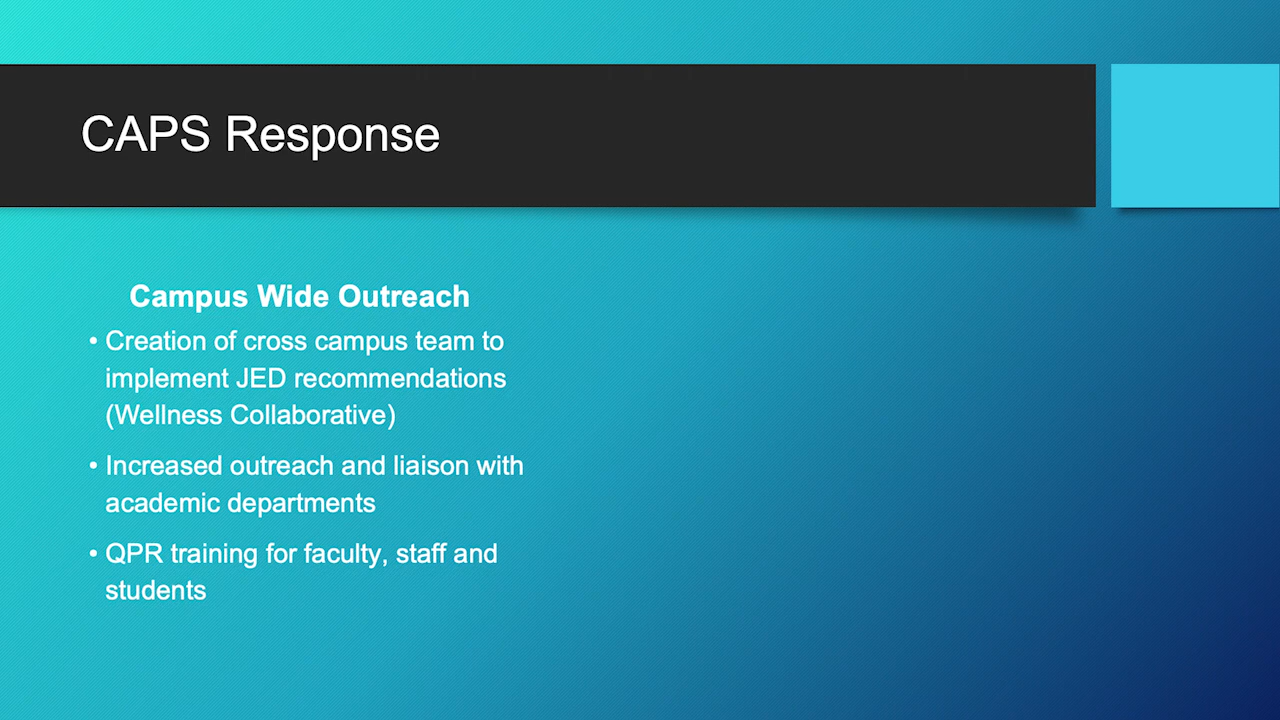 CAPS Response
Campus Wide Outreach
• Creation of cross campus team to
implement JED recommendations
(Wellness Collaborative)
• Increased outreach and liaison with
academic departments
• QPR training for faculty, staff and
students